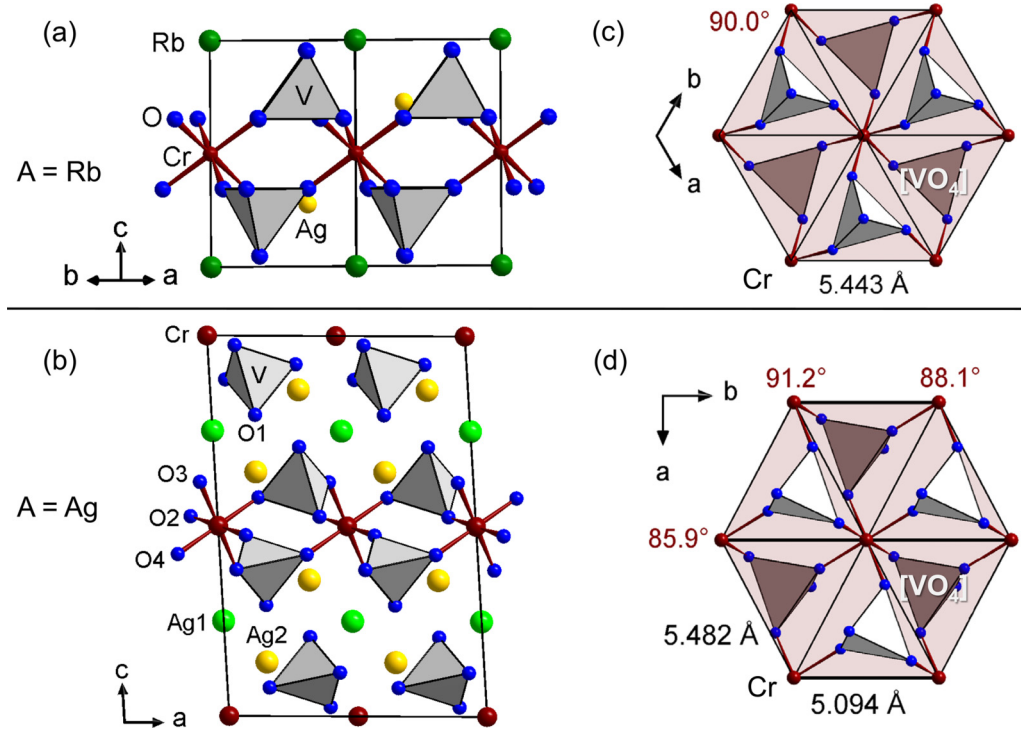 (a)
Rb
V
O
Cr
A = Rb
Ag
c
b
a
(c)
90.0°
b
a
[VO4]
Cr
5.443 Å
(b)
Cr
V
O1
O3
A = Ag
O2
O4
Ag1
Ag2
c
a
(d)
91.2°
88.1°
b
a
85.9°
[VO4]
5.482 Å
Cr
5.094 Å